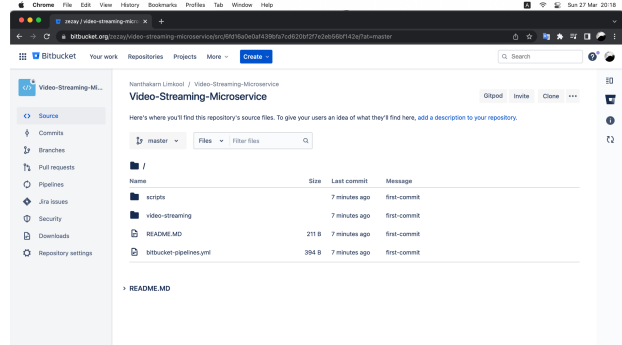 Chrome File Edit View History Bookmarks Profiles Tab Window Help A Sun 27 Mar 20:18
zezay / video-streaming-micro ×
bitbucket.org/zezay/video-streaming-microservice/src/6fd16a0e0af439bfa7cd620bf2f7e2eb56bf142e/?at=master
Bitbucket Your work Repositories Projects More Create Search
Video-Streaming-Mi...
Source
Commits
Branches
Pull requests
Pipelines
Jira issues
Security
Downloads
Repository settings
Nanthakarn Limkool / Video-Streaming-Microservice
Video-Streaming-Microservice Gitpod Invite Clone ...
Here's where you'll find this repository's source files. To give your users an idea of what they'll find here, add a description to your repository.
master Files Filter files
/
Name Size Last commit Message
scripts 7 minutes ago first-commit
video-streaming 7 minutes ago first-commit
README.MD 211 B 7 minutes ago first-commit
bitbucket-pipelines.yml 394 B 7 minutes ago first-commit
README.MD